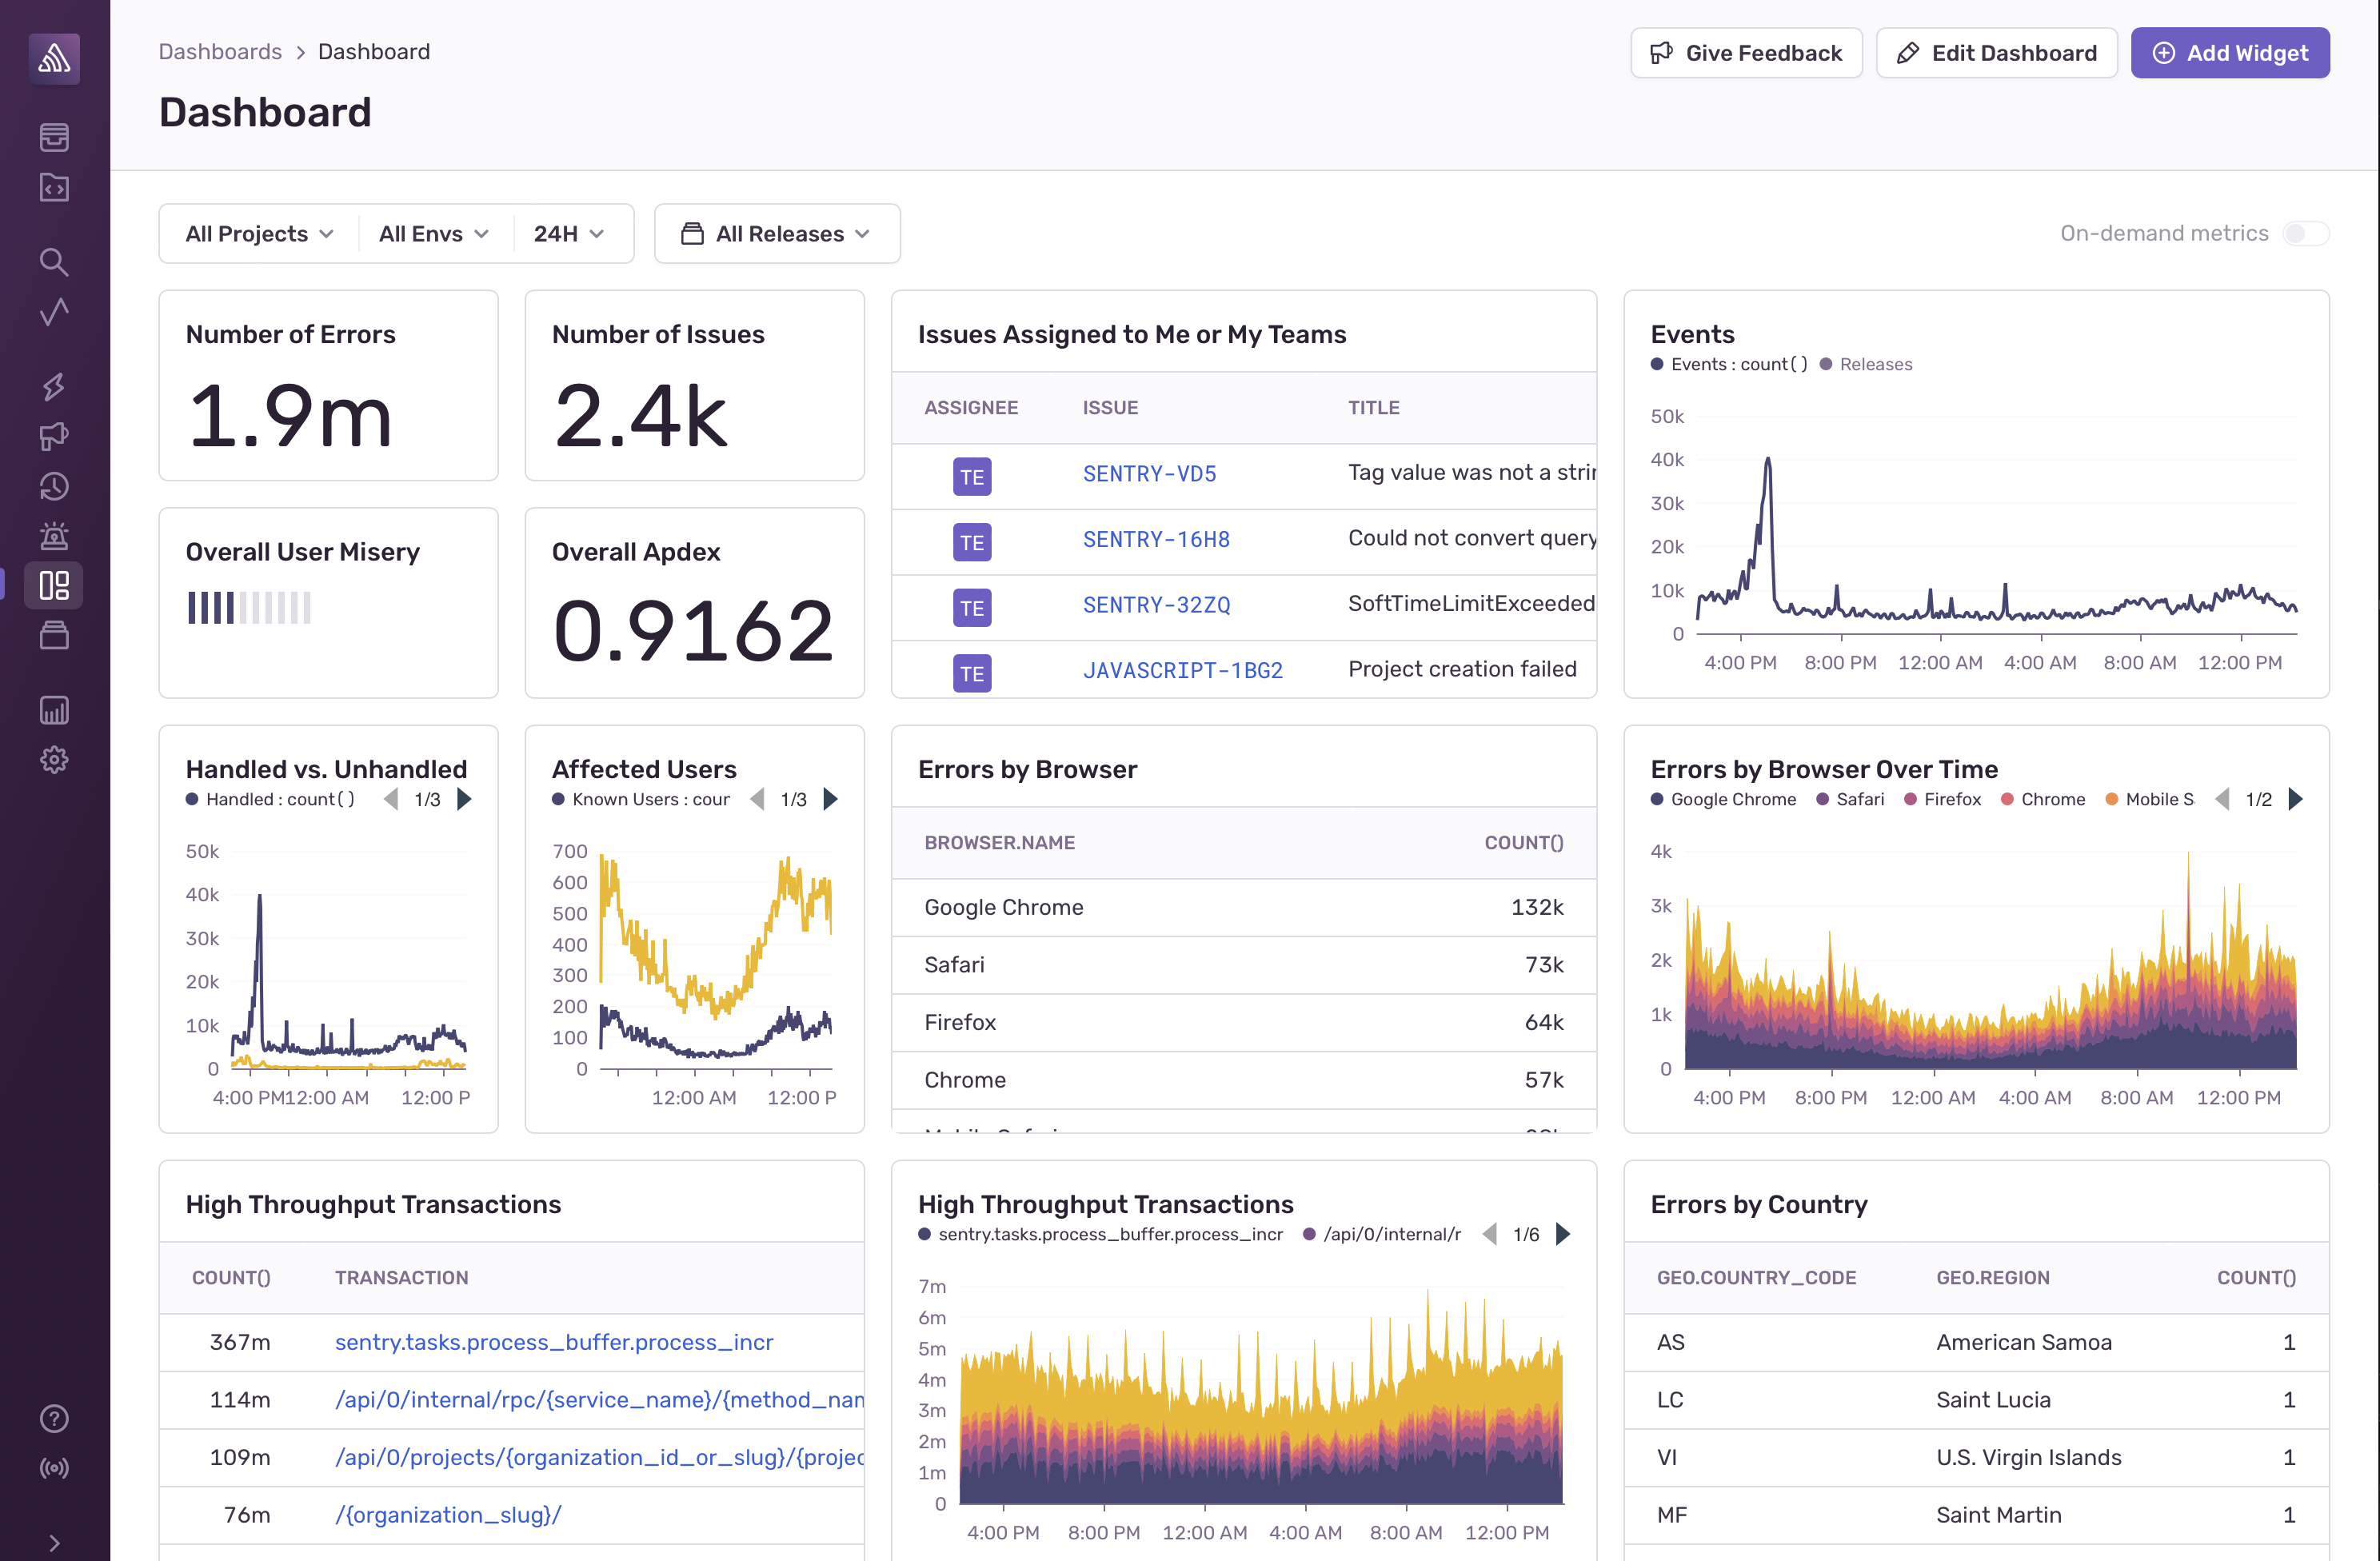 Dashboards > Dashboard
Give Feedback
Edit Dashboard
Add Widget
Dashboard
All Projects
All Envs
24H
All Releases
On-demand metrics
Number of Errors
1.9m
Number of Issues
2.4k
Overall User Misery
Overall Apdex
0.9162
Issues Assigned to Me or My Teams
ASSIGNEE ISSUE TITLE
TE SENTRY-VD5 Tag value was not a strin
TE SENTRY-16H8 Could not convert query
TE SENTRY-32ZQ SoftTimeLimitExceeded
TE JAVASCRIPT-1BG2 Project creation failed
Events
Events : count() Releases
50k
40k
30k
20k
10k
0
4:00 PM 8:00 PM 12:00 AM 4:00 AM 8:00 AM 12:00 PM
Handled vs. Unhandled
Handled : count() 1/3
50k
40k
30k
20k
10k
0
4:00 PM 12:00 AM 12:00 P
Affected Users
Known Users : cour 1/3
700
600
500
400
300
200
100
0
12:00 AM 12:00 P
Errors by Browser
BROWSER.NAME COUNT()
Google Chrome 132k
Safari 73k
Firefox 64k
Chrome 57k
Errors by Browser Over Time
Google Chrome Safari Firefox Chrome Mobile S 1/2
4k
3k
2k
1k
0
4:00 PM 8:00 PM 12:00 AM 4:00 AM 8:00 AM 12:00 PM
High Throughput Transactions
COUNT() TRANSACTION
367m sentry.tasks.process_buffer.process_incr
114m /api/0/internal/rpc/{service_name}/{method_nam
109m /api/0/projects/{organization_id_or_slug}/{projec
76m /{organization_slug}/
High Throughput Transactions
sentry.tasks.process_buffer.process_incr /api/0/internal/r 1/6
7m
6m
5m
4m
3m
2m
1m
0
4:00 PM 8:00 PM 12:00 AM 4:00 AM 8:00 AM 12:00 PM
Errors by Country
GEO.COUNTRY_CODE GEO.REGION COUNT()
AS American Samoa 1
LC Saint Lucia 1
VI U.S. Virgin Islands 1
MF Saint Martin 1